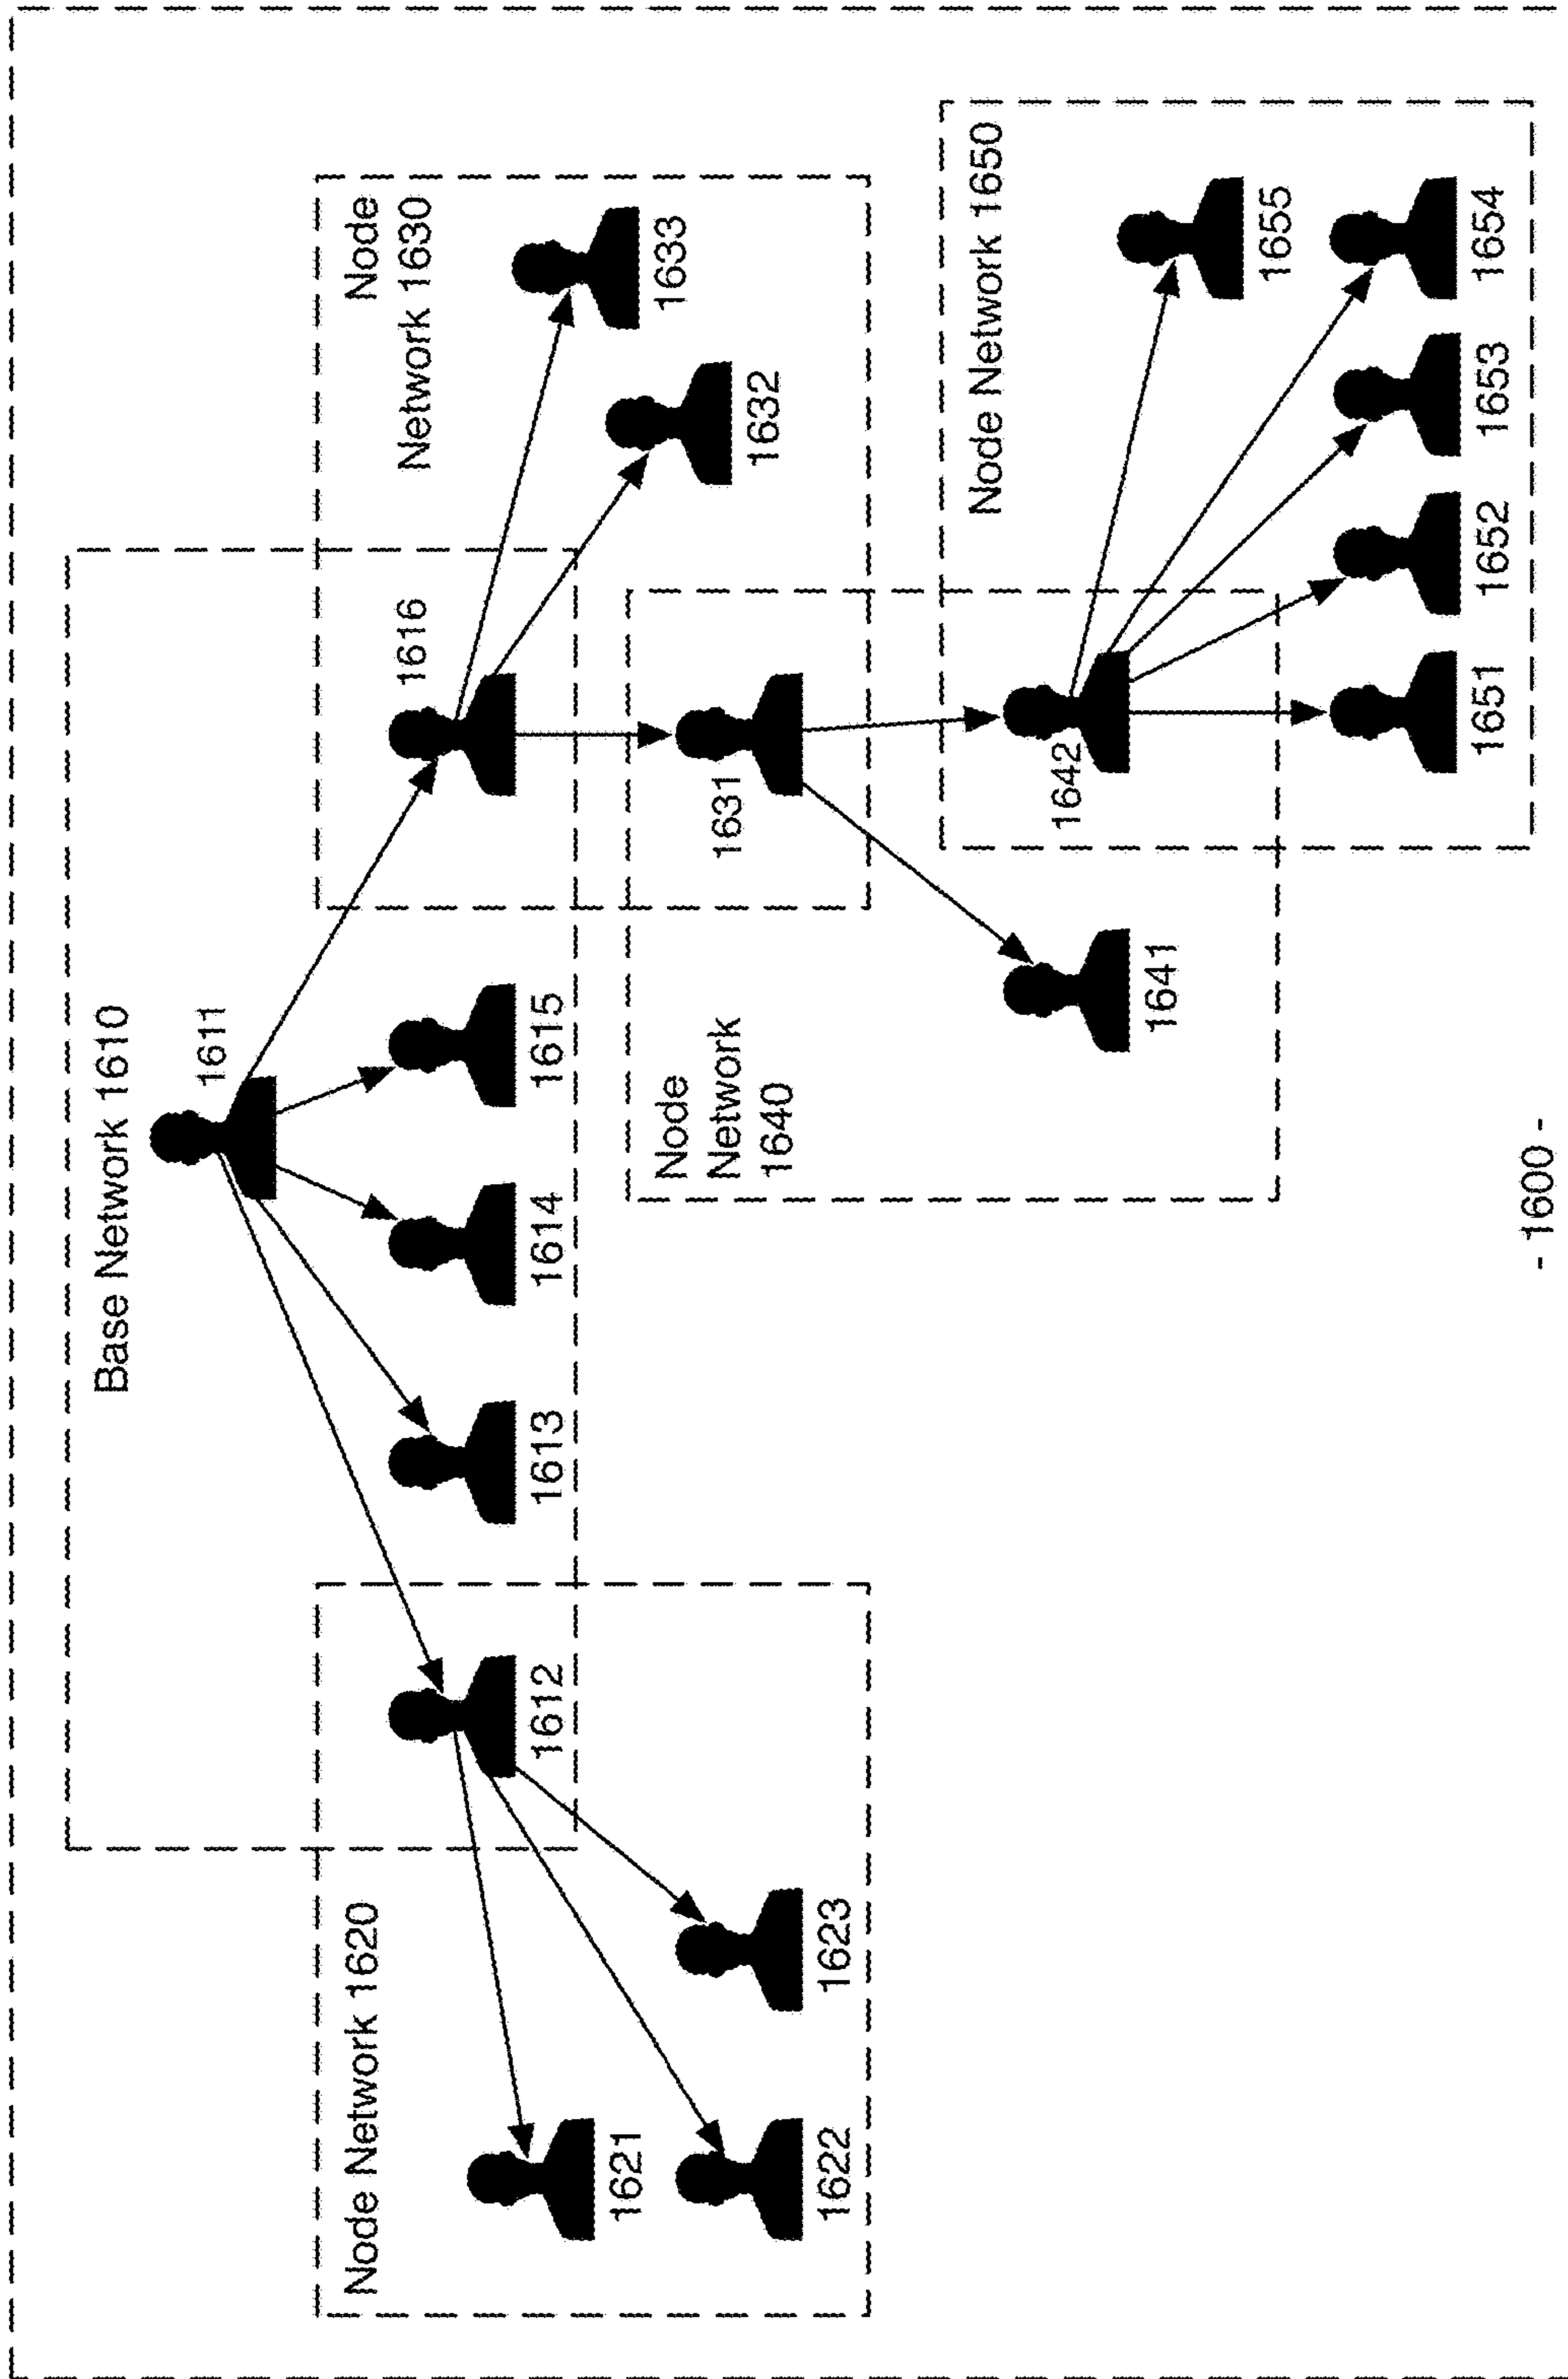 Base Network 1610
1611
Node Network 1620
1612
1613
1614
1615
1616
Node
Network 1630
1621
1622
1623
1631
1632
1633
Node
Network
1640
1641
1642
Node Network 1650
1655
1651
1652
1653
1654
- 1600 -